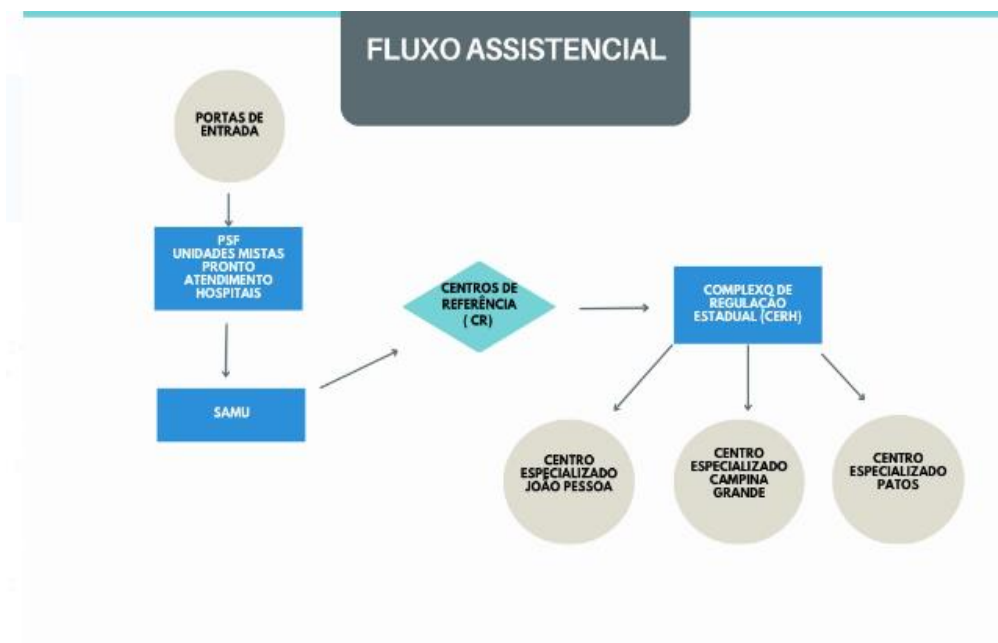 FLUXO ASSISTENCIAL
PORTAS DE
ENTRADA
PSF
UNIDADES MISTAS
PRONTO
ATENDIMENTO
HOSPITAIS
SAMU
CENTROS DE
REFERÊNCIA
( CR)
COMPLEXO DE
REGULAÇÃO
ESTADUAL (CERH)
CENTRO
ESPECIALIZADO
JOÃO PESSOA
CENTRO
ESPECIALIZADO
CAMPINA
GRANDE
CENTRO
ESPECIALIZADO
PATOS